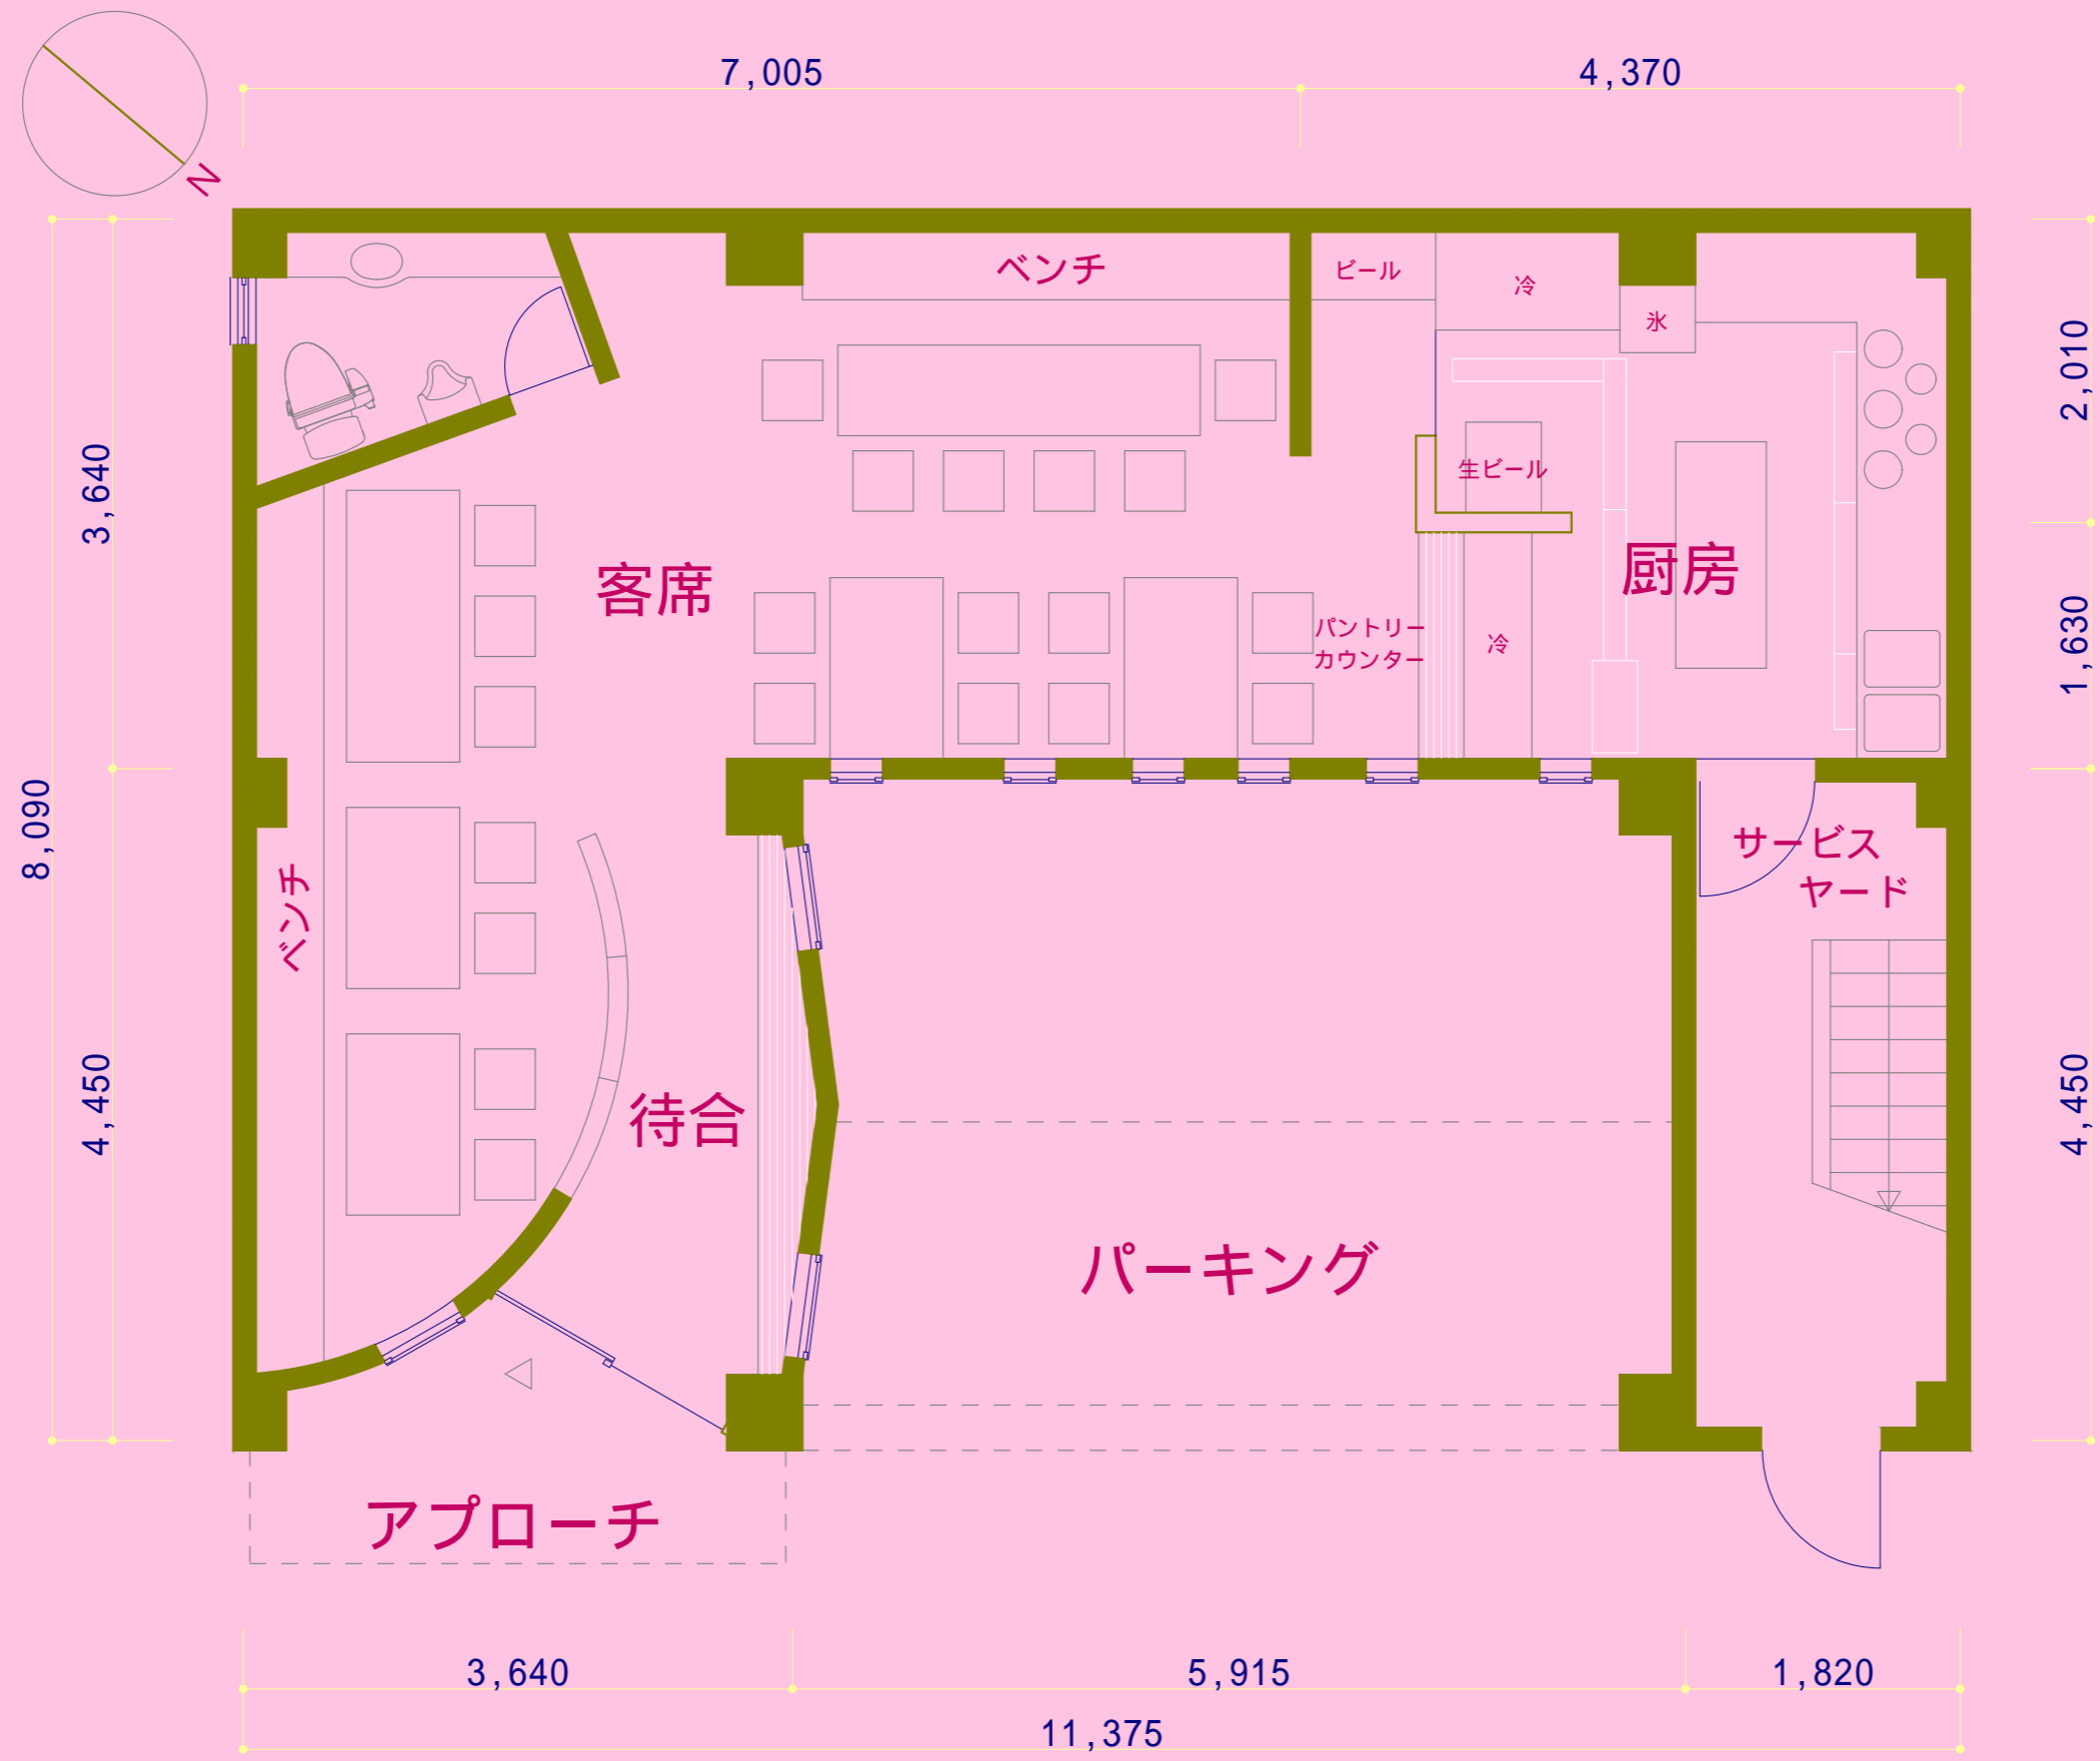 7,005
4,370
N
ベンチ
ビール
冷
氷
2,010
3,640
生ビール
客席
厨房
パントリー
カウンター
冷
1,630
8,090
サービス
ヤード
ベンチ
4,450
待合
4,450
パーキング
アプローチ
3,640
5,915
1,820
11,375